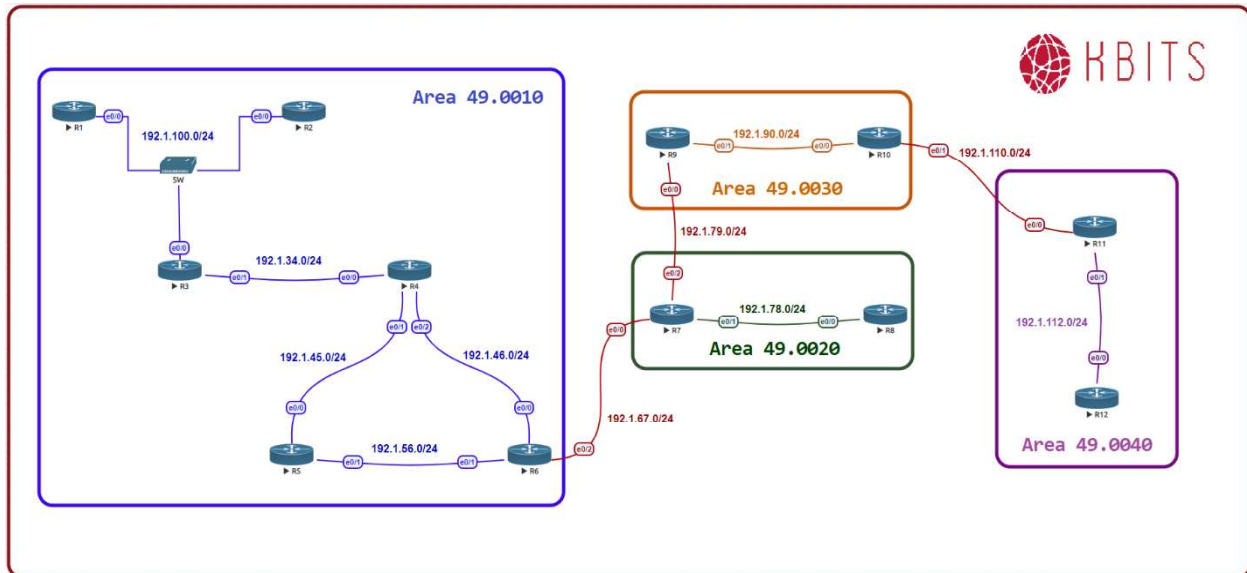 KBITS
Area 49.0010
R1
e0/0
e0/0
R2
192.1.100.0/24
SW
e0/0
R3
e0/1
192.1.34.0/24
e0/0
R4
e0/1
e0/2
192.1.45.0/24
192.1.46.0/24
e0/0
e0/0
R5
e0/1
192.1.56.0/24
e0/1
R6
e0/2
192.1.67.0/24
R9
e0/1
192.1.90.0/24
e0/0
R10
e0/1
192.1.110.0/24
e0/0
Area 49.0030
192.1.79.0/24
e0/2
e0/0
R7
e0/1
192.1.78.0/24
e0/0
R8
Area 49.0020
e0/0
R11
e0/1
192.1.112.0/24
e0/0
R12
Area 49.0040